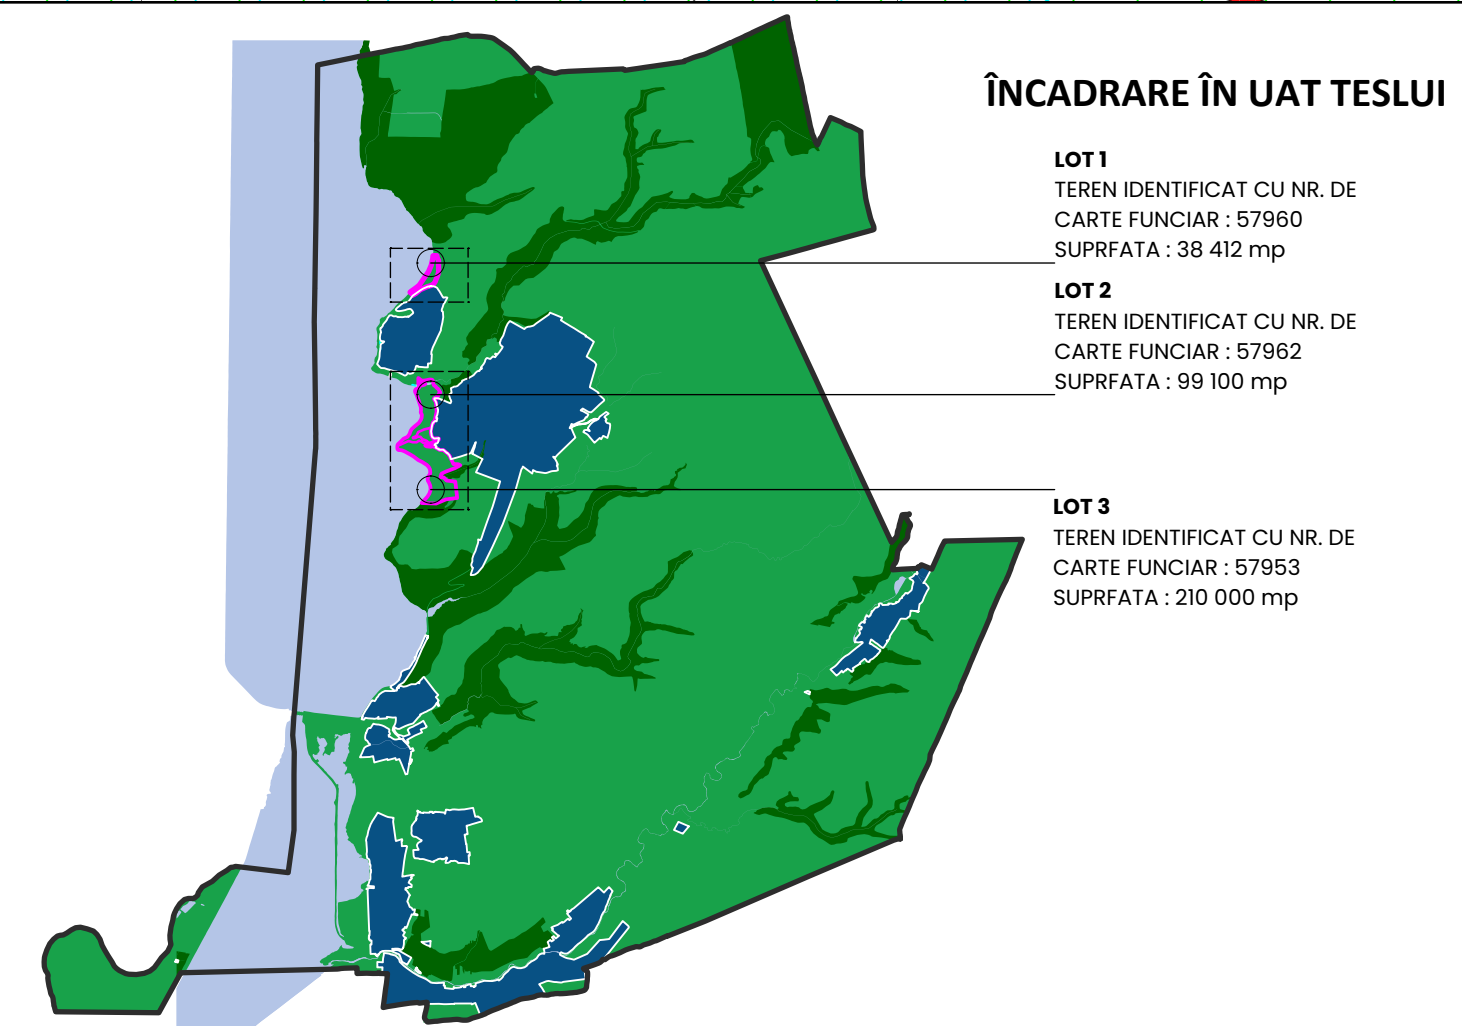 ÎNCADRARE ÎN UAT TESLUI
LOT 1
TEREN IDENTIFICAT CU NR. DE
CARTE FUNCIAR : 57960
SUPRFATA : 38 412 mp
LOT 2
TEREN IDENTIFICAT CU NR. DE
CARTE FUNCIAR : 57962
SUPRFATA : 99 100 mp
LOT 3
TEREN IDENTIFICAT CU NR. DE
CARTE FUNCIAR : 57953
SUPRFATA : 210 000 mp